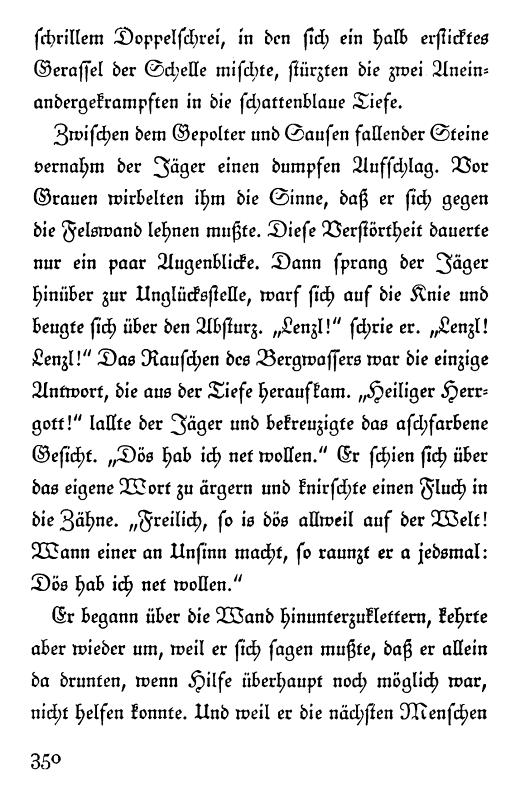 schrillem Doppelschrei, in den sich ein halb ersticktes
Gerassel der Schelle mischte, stürzten die zwei Anein-
andergekrampften in die schattenblaue Tiefe.
Zwischen dem Gepolter und Sausen fallender Steine
vernahm der Jäger einen dumpfen Aufschlag. Vor
Grauen wirbelten ihm die Sinne, daß er sich gegen
die Felswand lehnen mußte. Diese Verstörtheit dauerte
nur ein paar Augenblicke. Dann sprang der Jäger
hinüber zur Unglücksstelle, warf sich auf die Knie und
beugte sich über den Absturz. „Lenzl!“ schrie er. „Lenzl!
Lenzl!“ Das Rauschen des Bergwassers war die einzige
Antwort, die aus der Tiefe heraufkam. „Heiliger Herr-
gott!“ lallte der Jäger und bekreuzigte das aschfarbene
Gesicht. „Dös hab ich net wollen.“ Er schien sich über
das eigene Wort zu ärgern und knirschte einen Fluch in
die Zähne. „Freilich, so is dös allweil auf der Welt!
Wann einer an Unsinn macht, so raunzt er a jedsmal:
Dös hab ich net wollen.“
Er begann über die Wand hinunterzuklettern, kehrte
aber wieder um, weil er sich sagen mußte, daß er allein
da drunten, wenn Hilfe überhaupt noch möglich war,
nicht helfen konnte. Und weil er die nächsten Menschen
350